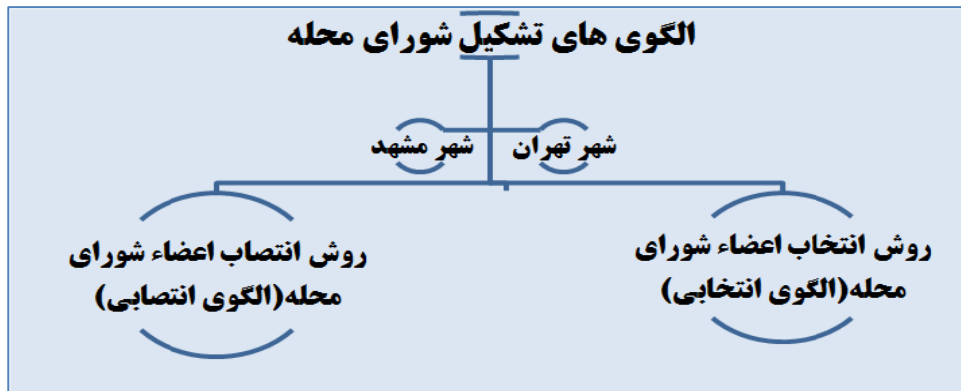 الگوی های تشکیل شورای محله
شهر تهران
شهر مشهد
روش انتخاب اعضاء شورای
محله(الگوی انتخابی)
روش انتصاب اعضاء شورای
محله(الگوی انتصابی)